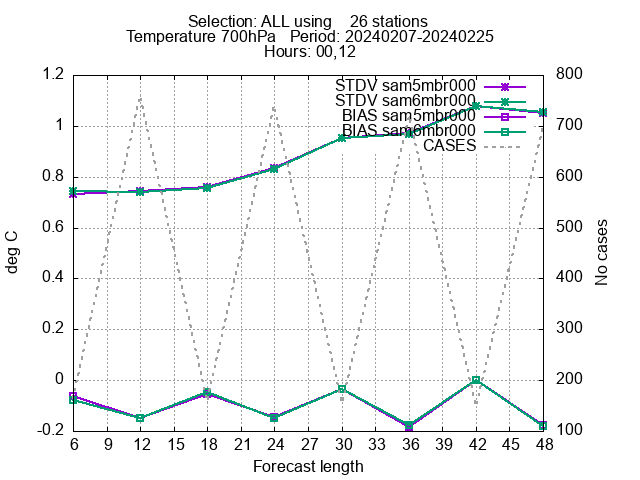 Selection: ALL using 26 stations
Temperature 700hPa Period: 20240207-20240225
Hours: 00,12
1.2 800
STDV sam5mbr000
STDV sam6mbr000
BIAS sam5mbr000
1 700
BIAS sam6mbr000
CASES
0.8 600
0.6 500
deg C
No cases
0.4 400
0.2 300
0 200
-0.2 100
6 9 12 15 18 21 24 27 30 33 36 39 42 45 48
Forecast length